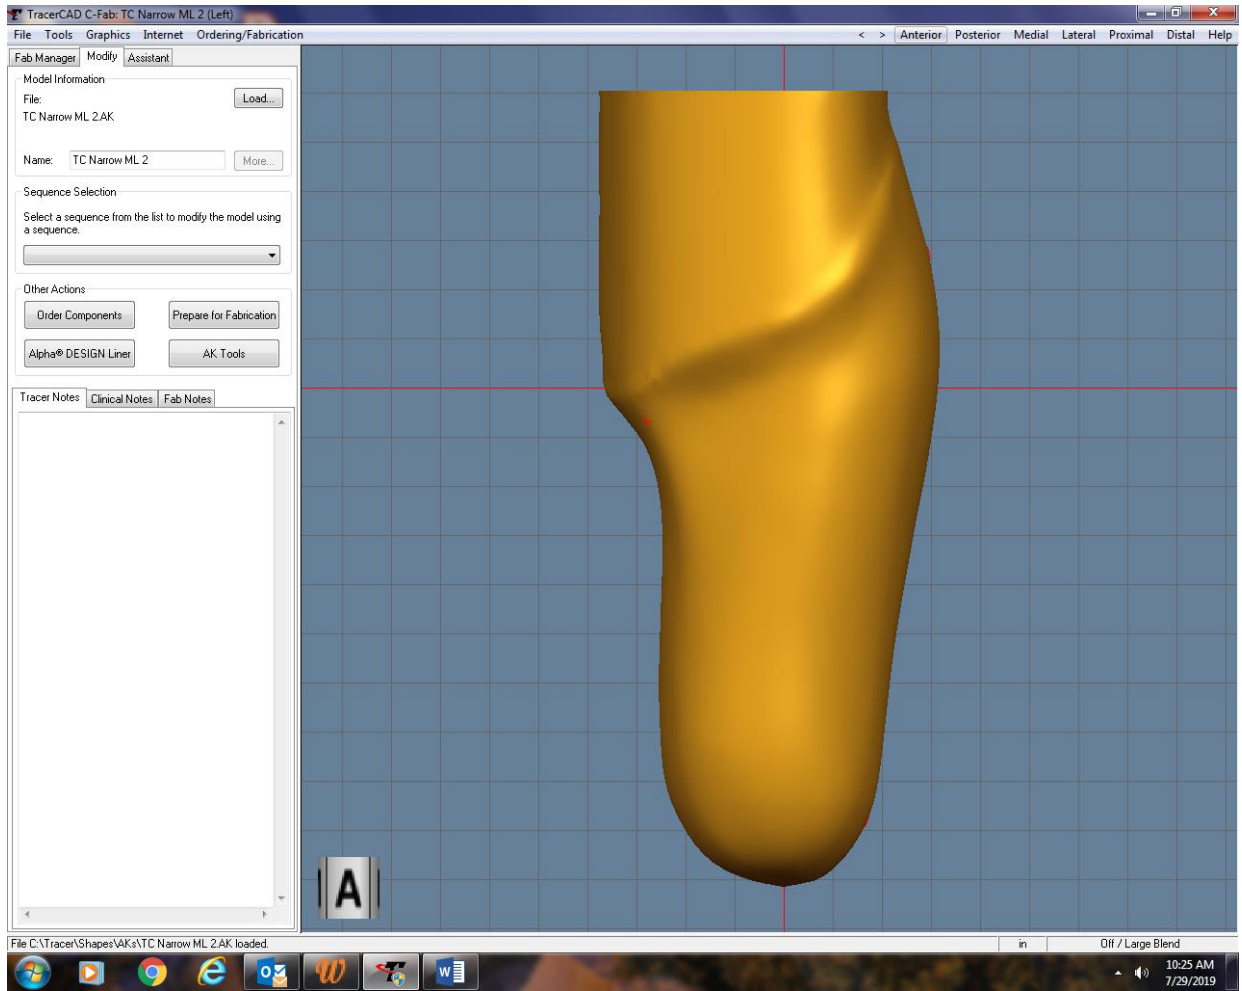 TracerCAD C-Fab: TC Narrow ML 2 (Left)
File Tools Graphics Internet Ordering/Fabrication < > Anterior Posterior Medial Lateral Proximal Distal Help
Fab Manager Modify Assistant
Model Information
File: Load...
TC Narrow ML 2.AK
Name: TC Narrow ML 2 More...
Sequence Selection
Select a sequence from the list to modify the model using
a sequence.
Other Actions
Order Components Prepare for Fabrication
Alpha® DESIGN Liner AK Tools
Tracer Notes Clinical Notes Fab Notes
A
File C:\Tracer\Shapes\AKs\TC Narrow ML 2.AK loaded. in Off / Large Blend
10:25 AM
7/29/2019